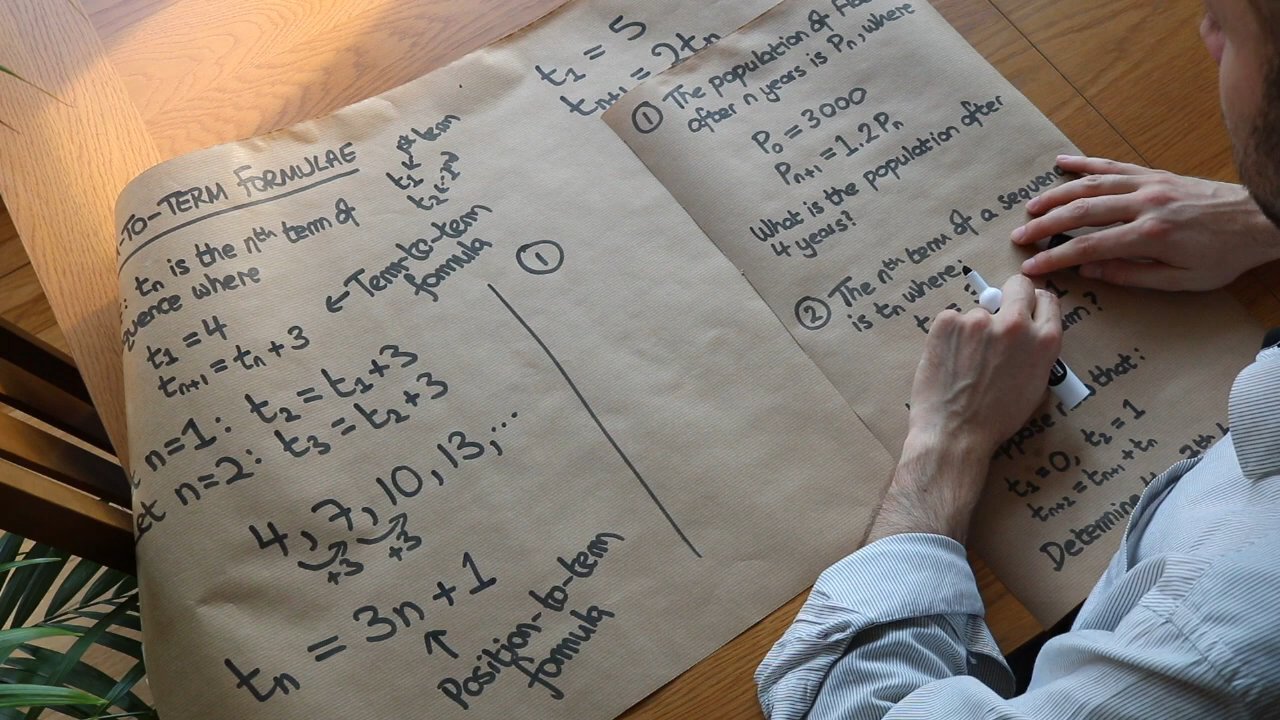 -TO-TERM FORMULAE
tₙ is the nᵗʰ term of
where
t₁ = 4
tₙ₊₁ = tₙ + 3
← Term-to-term
formula
t₁ ← 1ˢᵗ term
t₂ ← 2ⁿᵈ
n=1: t₂ = t₁ + 3
n=2: t₃ = t₂ + 3
4, 7, 10, 13, ...
+3 +3
tₙ = 3n + 1
↑
Position-to-term
formula
①
t₁ = 5
tₙ₊₁ = 2tₙ
① The population of
after n years is Pₙ, where
P₀ = 3000
Pₙ₊₁ = 1.2Pₙ
What is the population after
4 years?
② The nᵗʰ term of a
is tₙ where:
1
?
that:
t₁ = 0, t₂ = 1
tₙ₊₂ = tₙ₊₁ + tₙ
Determine